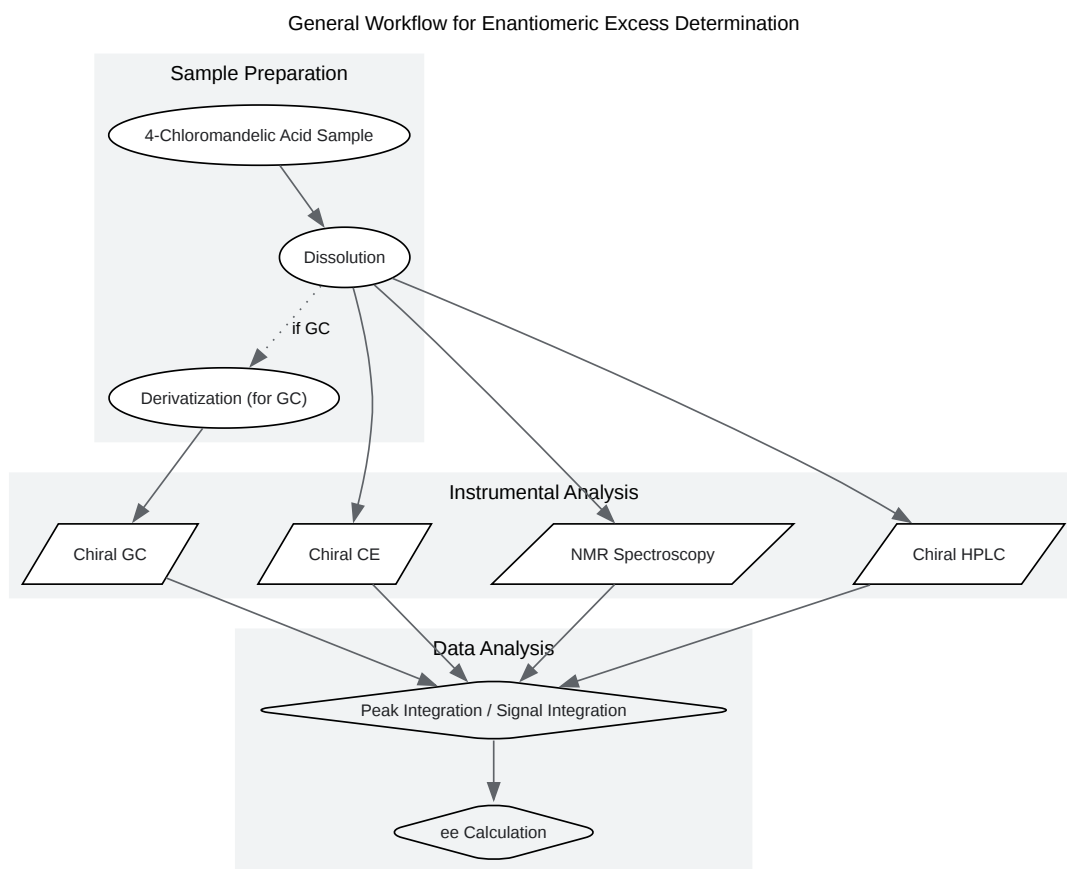 General Workflow for Enantiomeric Excess Determination
Sample Preparation
4-Chloromandelic Acid Sample
Dissolution
if GC
Derivatization (for GC)
Instrumental Analysis
Chiral GC
Chiral CE
NMR Spectroscopy
Chiral HPLC
Data Analysis
Peak Integration / Signal Integration
ee Calculation